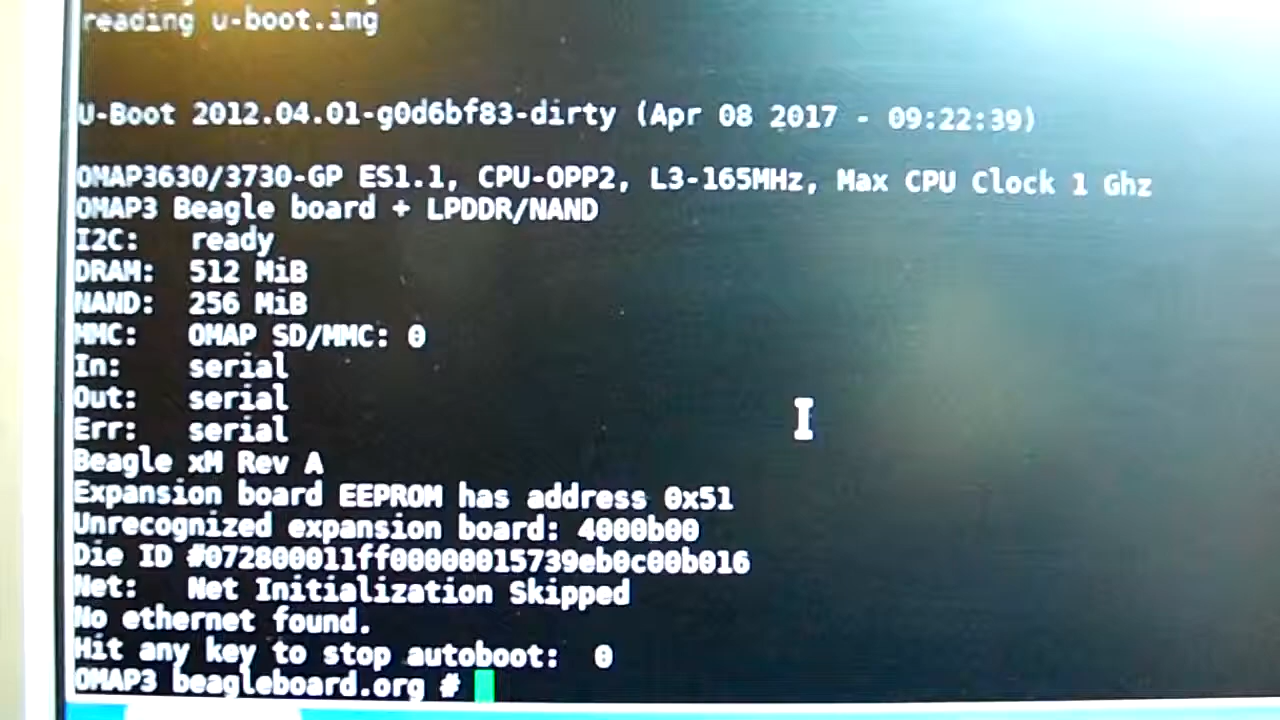 reading u-boot.img
U-Boot 2012.04.01-g0d6bf83-dirty (Apr 08 2017 - 09:22:39)
OMAP3630/3730-GP ES1.1, CPU-OPP2, L3-165MHz, Max CPU Clock 1 Ghz
OMAP3 Beagle board + LPDDR/NAND
I2C: ready
DRAM: 512 MiB
NAND: 256 MiB
MMC: OMAP SD/MMC: 0
In: serial
Out: serial
Err: serial
Beagle xM Rev A
Expansion board EEPROM has address 0x51
Unrecognized expansion board: 4000b00
Die ID #072800011ff00000015739eb0c00b016
Net: Net Initialization Skipped
No ethernet found.
Hit any key to stop autoboot: 0
OMAP3 beagleboard.org #